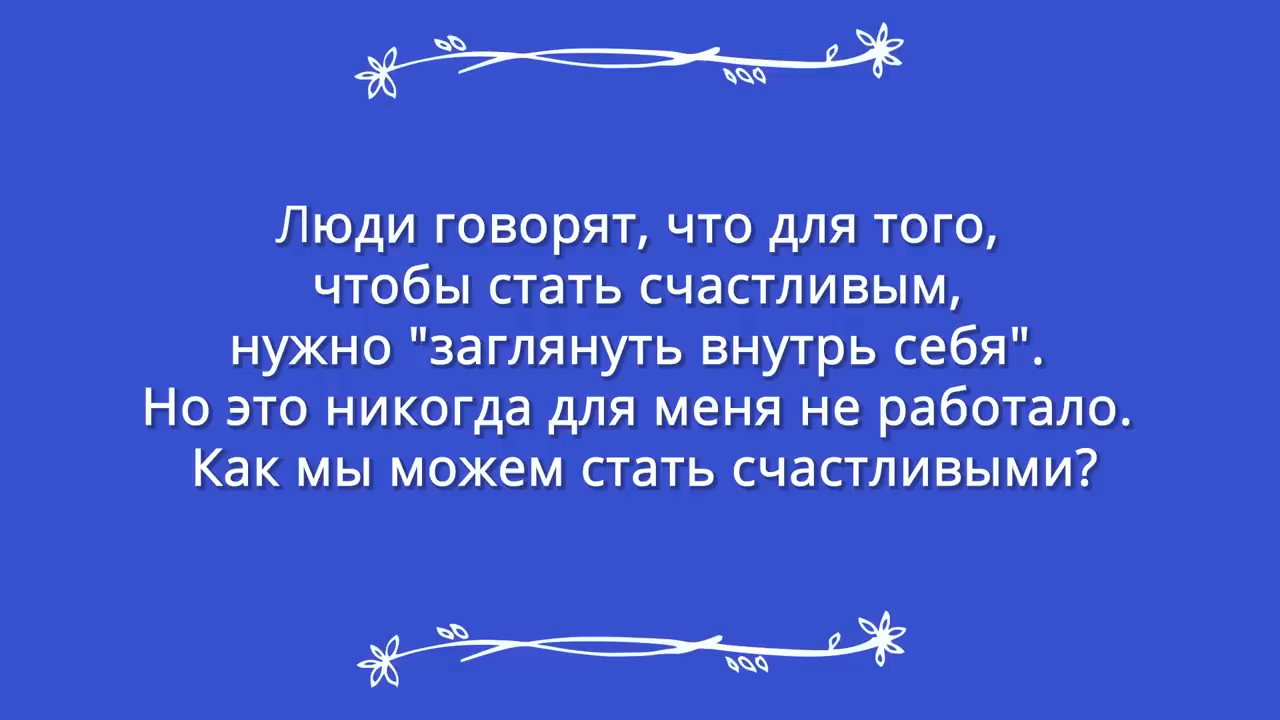 Люди говорят, что для того,
чтобы стать счастливым,
нужно "заглянуть внутрь себя".
Но это никогда для меня не работало.
Как мы можем стать счастливыми?